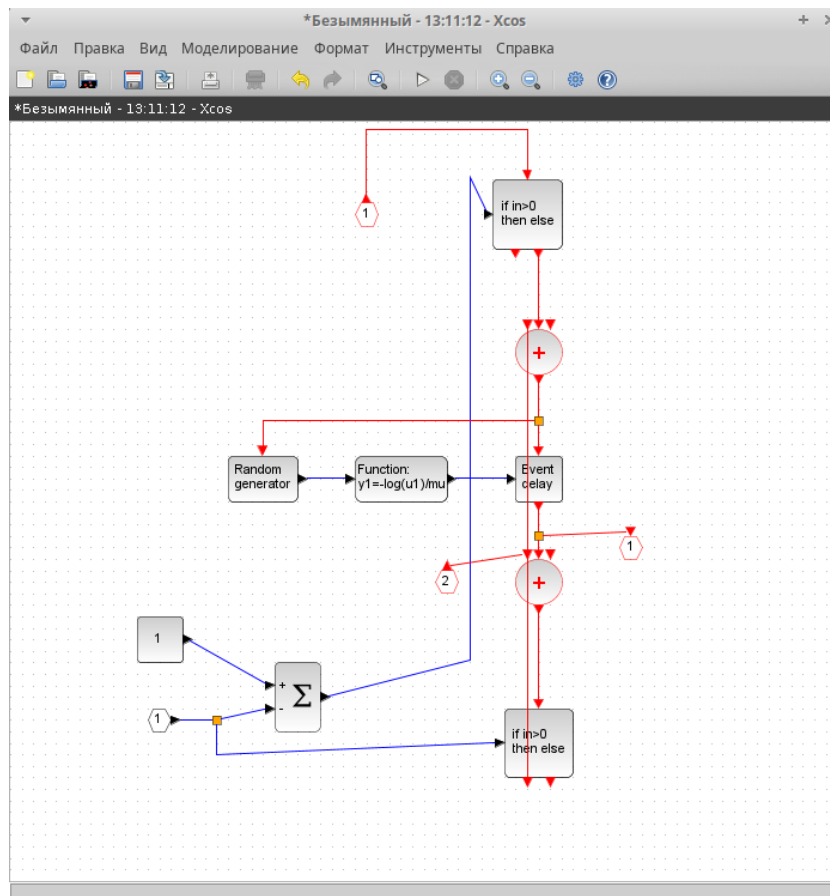 *Безымянный - 13:11:12 - Xcos
Файл Правка Вид Моделирование Формат Инструменты Справка
*Безымянный - 13:11:12 - Xcos
1
if in>0
then else
+
Random
generator
Function:
y1=-log(u1)/mu
Event
delay
1
2
+
1
+
-
Σ
1
if in>0
then else